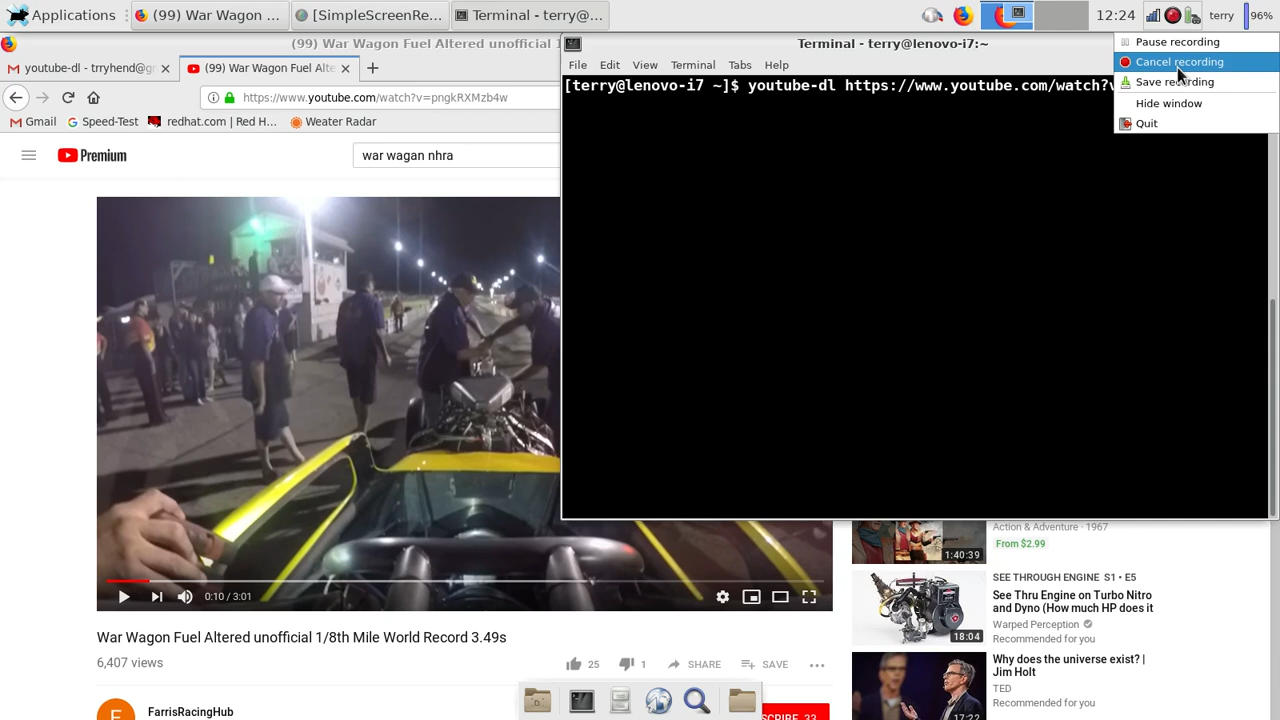 Applications
(99) War Wagon ...
[SimpleScreenRe...
Terminal - terry@...
12:24
terry
96%
(99) War Wagon Fuel Altered unofficial 1
Terminal - terry@lenovo-i7:~
youtube-dl - trryhend@gr
(99) War Wagon Fuel Alte
File Edit View Terminal Tabs Help
https://www.youtube.com/watch?v=pngkRXMzb4w
[terry@lenovo-i7 ~]$ youtube-dl https://www.youtube.com/watch?v
Pause recording
Cancel recording
Save recording
Hide window
Quit
Gmail
Speed-Test
redhat.com | Red H...
Weater Radar
Premium
war wagan nhra
0:10 / 3:01
War Wagon Fuel Altered unofficial 1/8th Mile World Record 3.49s
6,407 views
25
1
SHARE
SAVE
F
FarrisRacingHub
SCRIBE 33
Action & Adventure · 1967
From $2.99
1:40:39
SEE THROUGH ENGINE S1 • E5
See Thru Engine on Turbo Nitro
and Dyno (How much HP does it
Warped Perception
Recommended for you
18:04
Why does the universe exist? |
Jim Holt
TED
Recommended for you
17:22